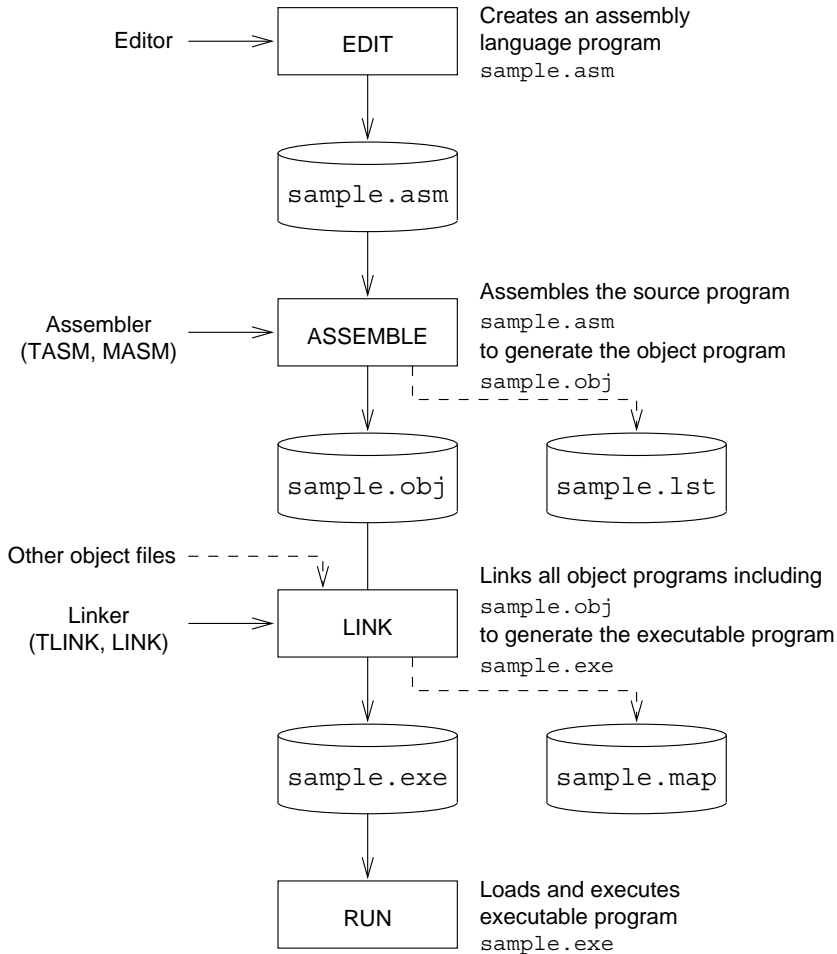 Editor
EDIT
Creates an assembly
language program
sample.asm
sample.asm
Assembler
(TASM, MASM)
ASSEMBLE
Assembles the source program
sample.asm
to generate the object program
sample.obj
sample.obj
sample.lst
Other object files
Linker
(TLINK, LINK)
LINK
Links all object programs including
sample.obj
to generate the executable program
sample.exe
sample.exe
sample.map
RUN
Loads and executes
executable program
sample.exe